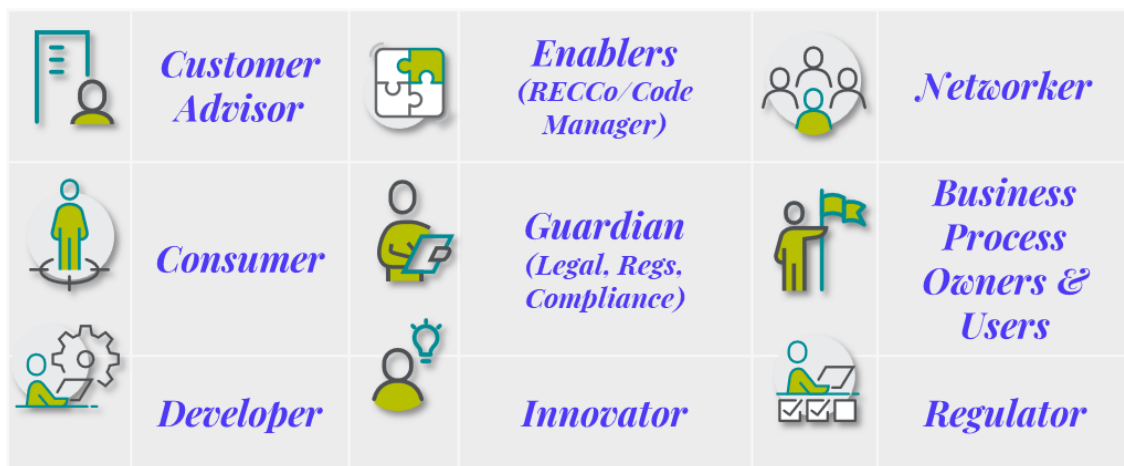 Customer
Advisor
Enablers
(RECCo/Code
Manager)
Networker
Consumer
Guardian
(Legal, Regs,
Compliance)
Business
Process
Owners &
Users
Developer
Innovator
Regulator